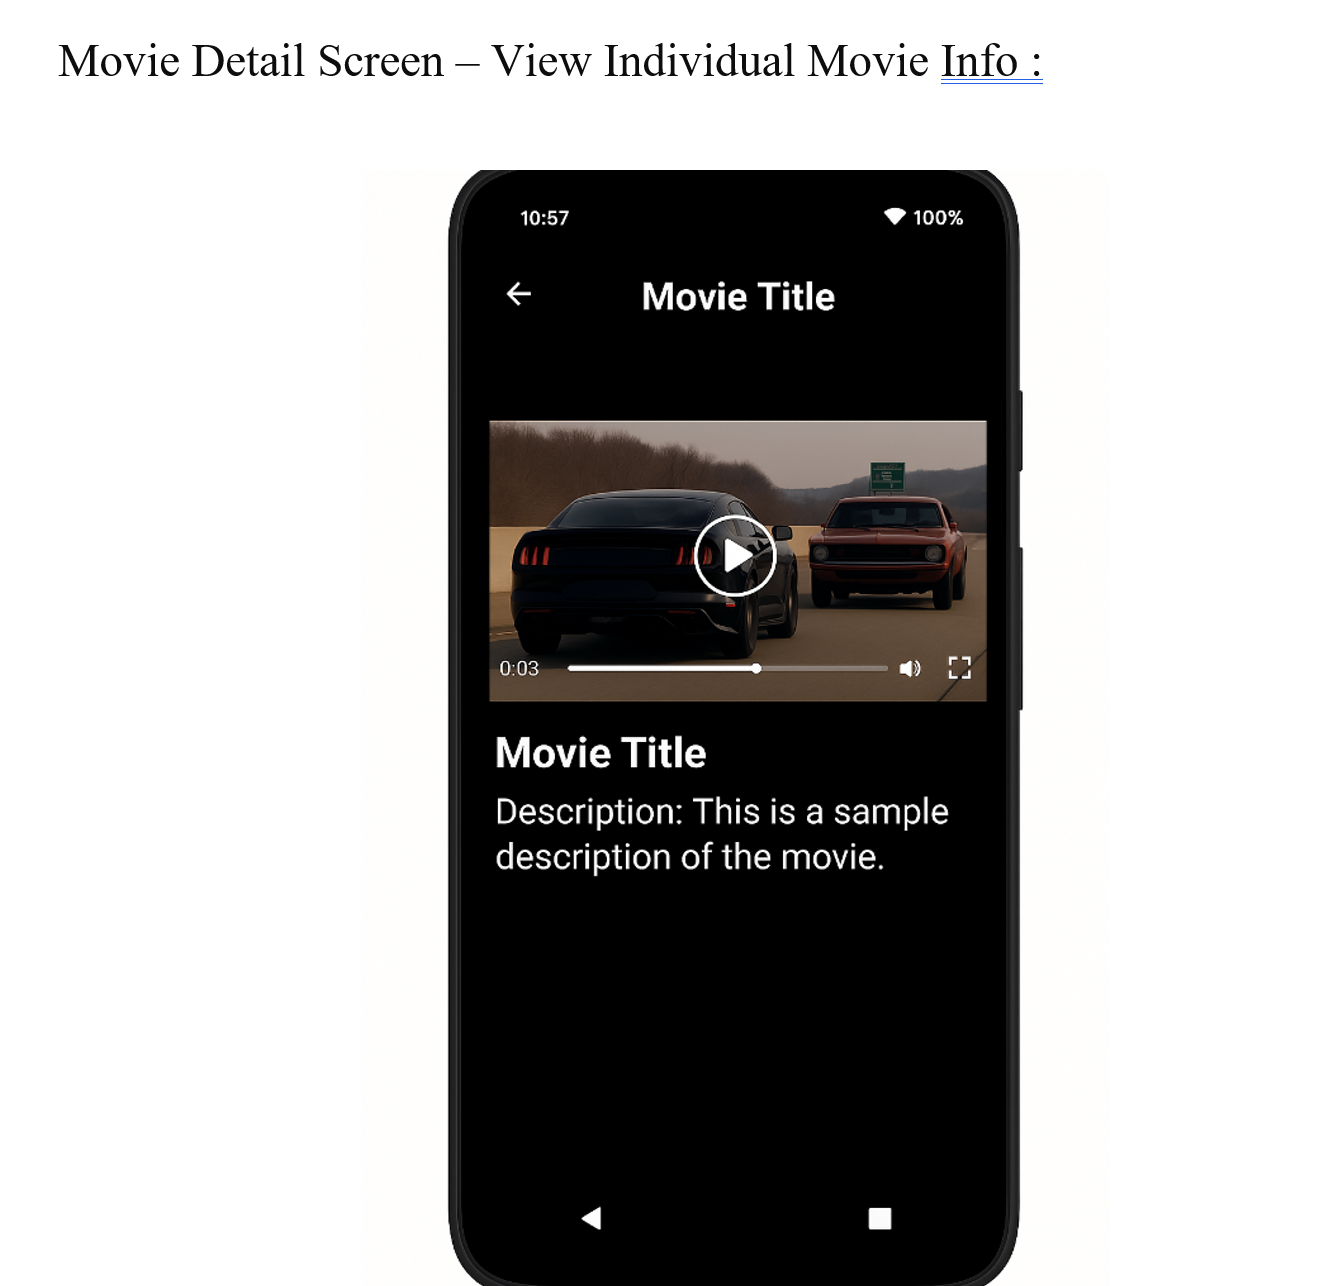 Movie Detail Screen – View Individual Movie Info :
10:57 100%
Movie Title
0:03
Movie Title
Description: This is a sample
description of the movie.